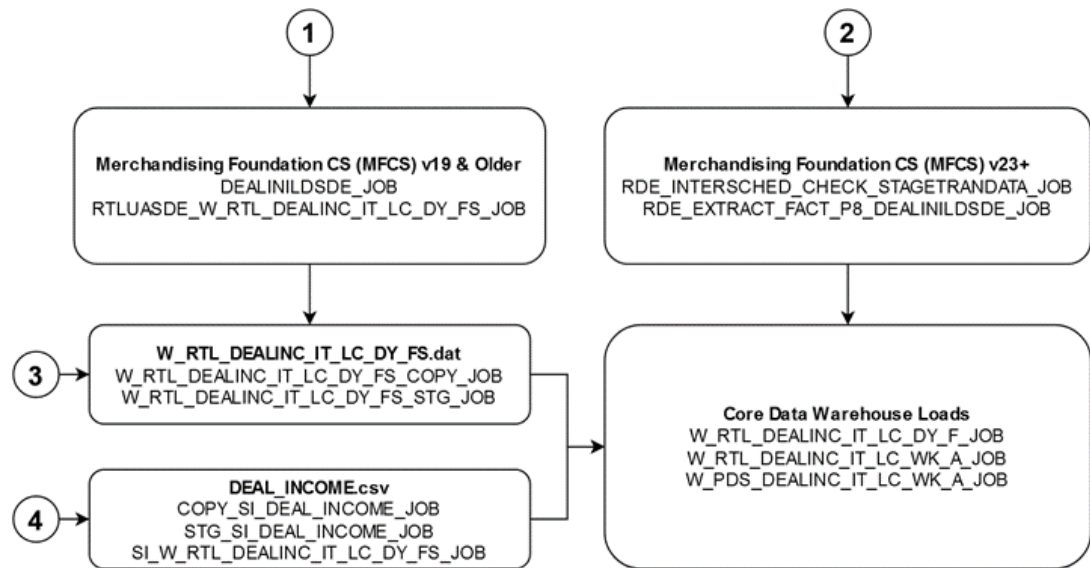 1
2
Merchandising Foundation CS (MFCS) v19 & Older
DEALINILDSDE_JOB
RTLUASDE_W_RTL_DEALINC_IT_LC_DY_FS_JOB
Merchandising Foundation CS (MFCS) v23+
RDE_INTERSCHED_CHECK_STAGETRANDATA_JOB
RDE_EXTRACT_FACT_P8_DEALINILDSDE_JOB
3
W_RTL_DEALINC_IT_LC_DY_FS.dat
W_RTL_DEALINC_IT_LC_DY_FS_COPY_JOB
W_RTL_DEALINC_IT_LC_DY_FS_STG_JOB
4
DEAL_INCOME.csv
COPY_SI_DEAL_INCOME_JOB
STG_SI_DEAL_INCOME_JOB
SI_W_RTL_DEALINC_IT_LC_DY_FS_JOB
Core Data Warehouse Loads
W_RTL_DEALINC_IT_LC_DY_F_JOB
W_RTL_DEALINC_IT_LC_WK_A_JOB
W_PDS_DEALINC_IT_LC_WK_A_JOB